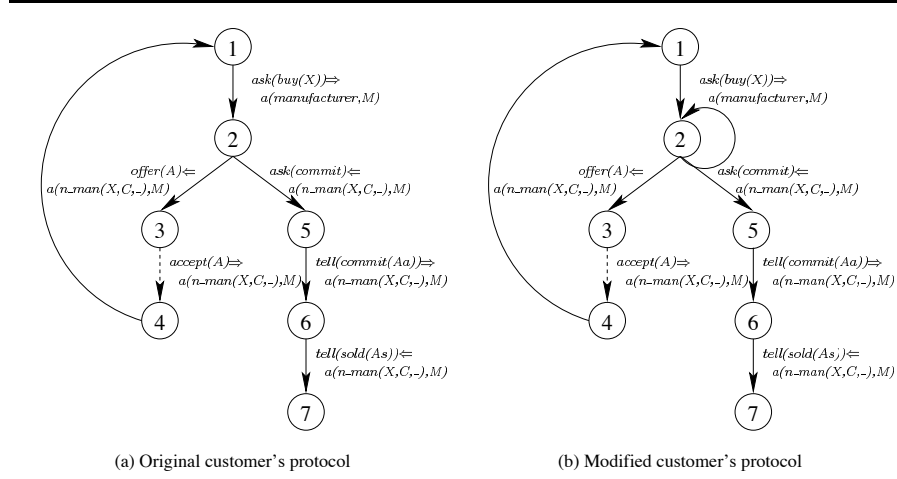 1
ask(buy(X))⇒
a(manufacturer,M)
2
offer(A)⇐
a(n_man(X,C,_),M)
ask(commit)⇐
a(n_man(X,C,_),M)
3
5
accept(A)⇒
a(n_man(X,C,_),M)
tell(commit(Aa))⇒
a(n_man(X,C,_),M)
4
6
tell(sold(As))⇐
a(n_man(X,C,_),M)
7
(a) Original customer's protocol
1
ask(buy(X))⇒
a(manufacturer,M)
2
offer(A)⇐
a(n_man(X,C,_),M)
ask(commit)⇐
a(n_man(X,C,_),M)
3
5
accept(A)⇒
a(n_man(X,C,_),M)
tell(commit(Aa))⇒
a(n_man(X,C,_),M)
4
6
tell(sold(As))⇐
a(n_man(X,C,_),M)
7
(b) Modified customer's protocol